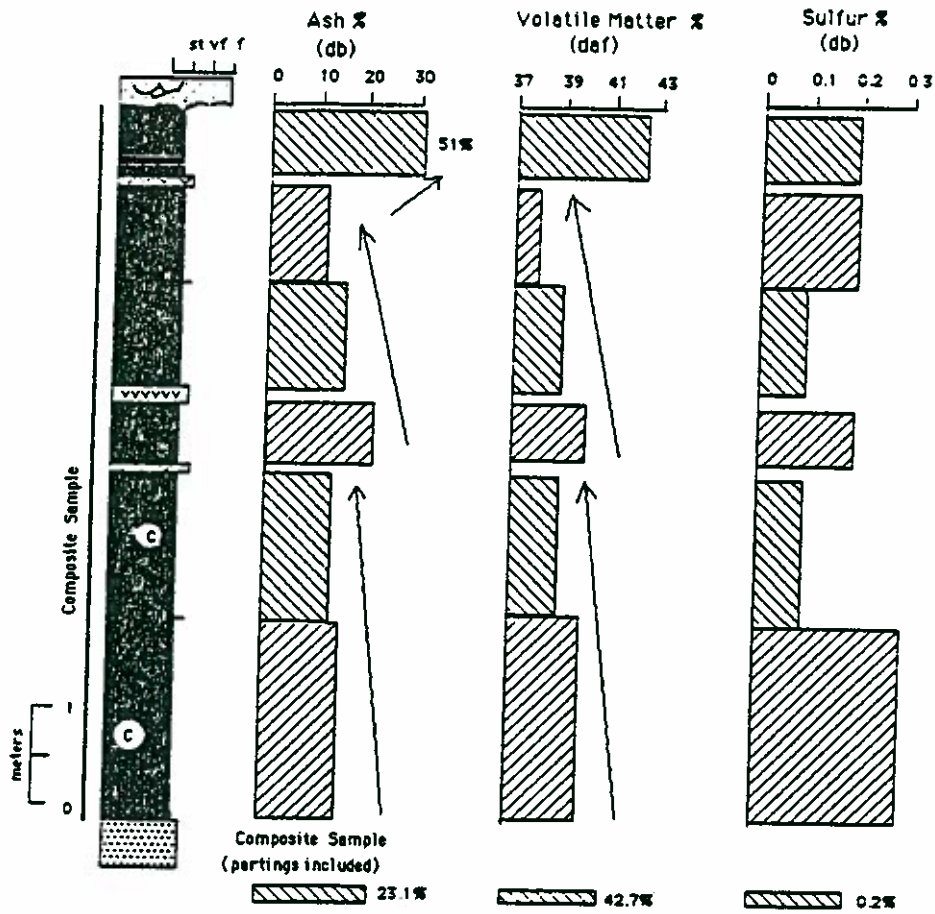 Ash %
(db)
Volatile Matter %
(daf)
Sulfur %
(db)
st vf f
0 10 20 30
37 39 41 43
0 0.1 0.2 0.3
51%
vvvvvv
C
C
Composite Sample
1
meters
0
Composite Sample
(partings included)
23.1%
42.7%
0.2%